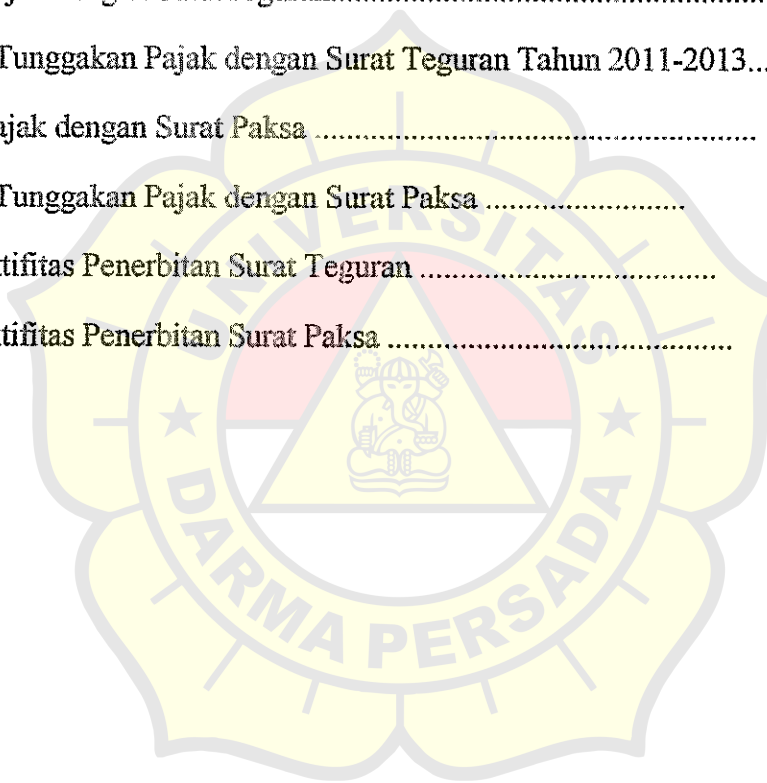 Tunggakan Pajak dengan Surat Teguran Tahun 2011-2013...
ajak dengan Surat Paksa ..........................................................
Tunggakan Pajak dengan Surat Paksa ..........................
tifitas Penerbitan Surat Teguran .......................................
tifitas Penerbitan Surat Paksa .............................................
UNIVERSITAS
DARMA PERSADA